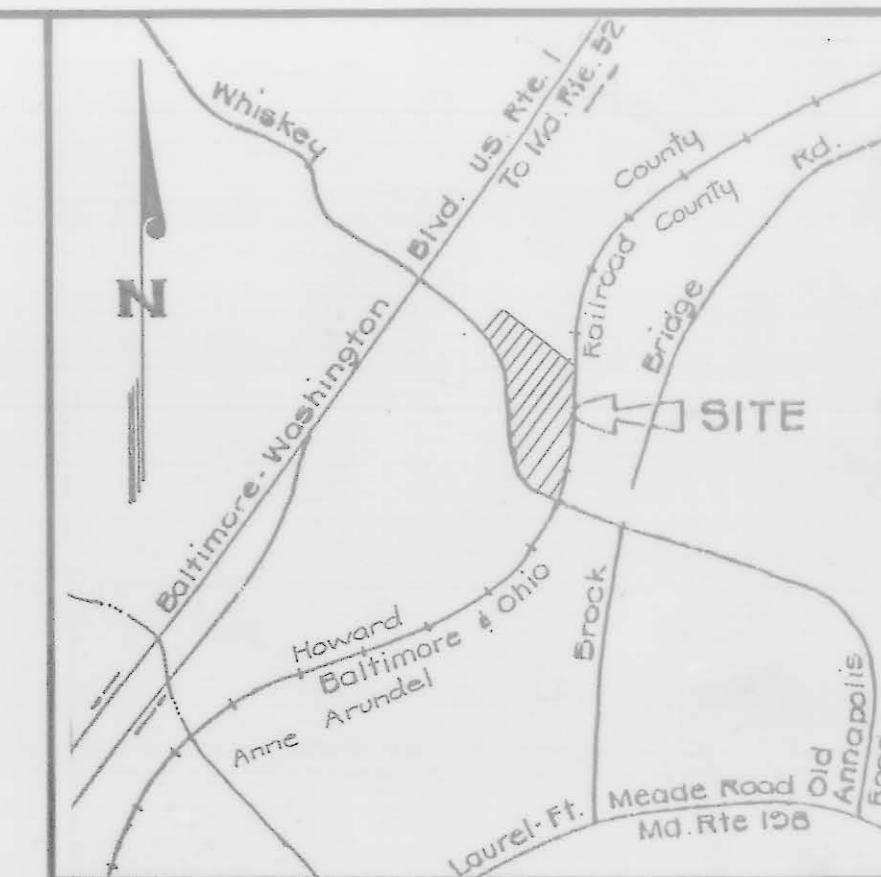 Whiskey
Baltimore-Washington Blvd. U.S. Rte. 1
To Md. Rte. 32
County
Railroad County
Bridge Rd.
N
SITE
Howard
Baltimore & Ohio
Anne Arundel
Brock
Old
Annapolis
Road
Laurel-Ft. Meade Road
Md. Rte 198